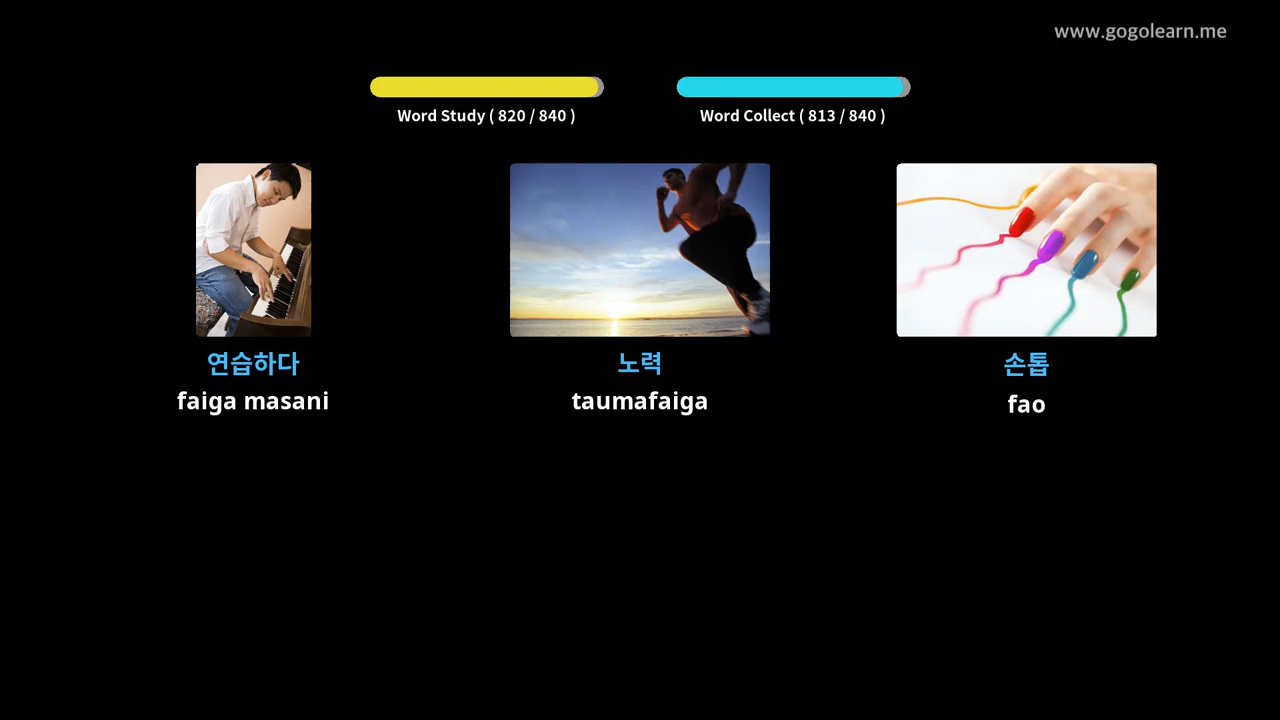 www.gogolearn.me
Word Study ( 820 / 840 )
Word Collect ( 813 / 840 )
연습하다
faiga masani
노력
taumafaiga
손톱
fao